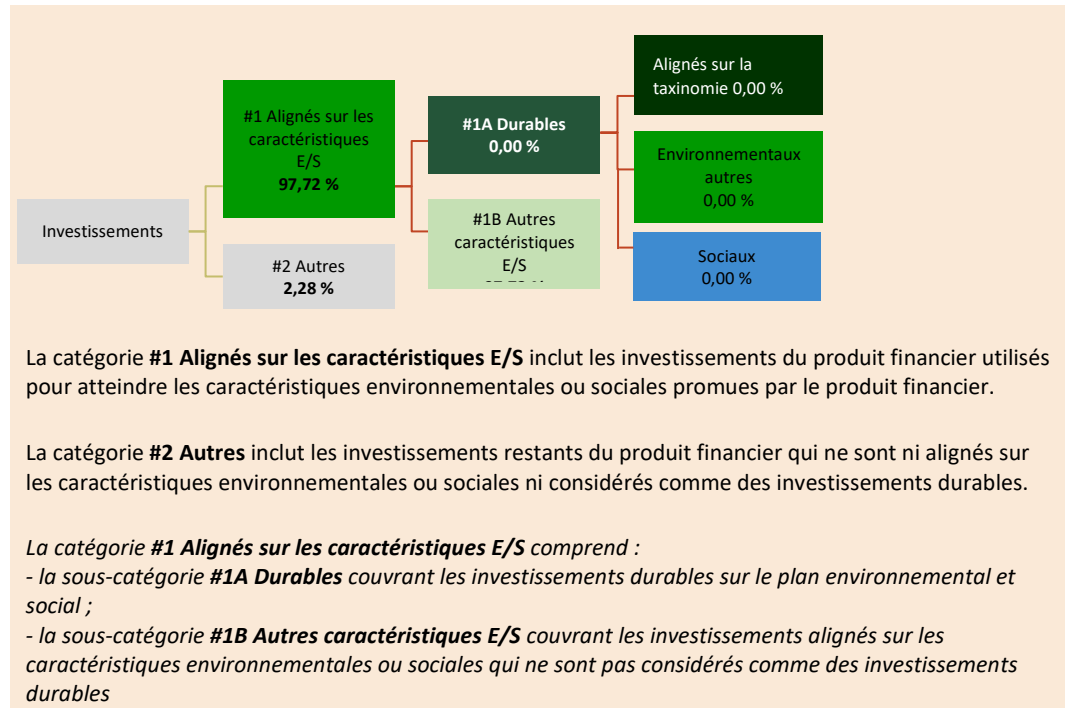 Alignés sur la
taxinomie 0,00 %
#1 Alignés sur les
caractéristiques
E/S
97,72 %
#1A Durables
0,00 %
Environnementaux
autres
0,00 %
Investissements
#1B Autres
caractéristiques
E/S
#2 Autres
2,28 %
Sociaux
0,00 %
La catégorie #1 Alignés sur les caractéristiques E/S inclut les investissements du produit financier utilisés
pour atteindre les caractéristiques environnementales ou sociales promues par le produit financier.
La catégorie #2 Autres inclut les investissements restants du produit financier qui ne sont ni alignés sur
les caractéristiques environnementales ou sociales ni considérés comme des investissements durables.
La catégorie #1 Alignés sur les caractéristiques E/S comprend :
- la sous-catégorie #1A Durables couvrant les investissements durables sur le plan environnemental et
social ;
- la sous-catégorie #1B Autres caractéristiques E/S couvrant les investissements alignés sur les
caractéristiques environnementales ou sociales qui ne sont pas considérés comme des investissements
durables